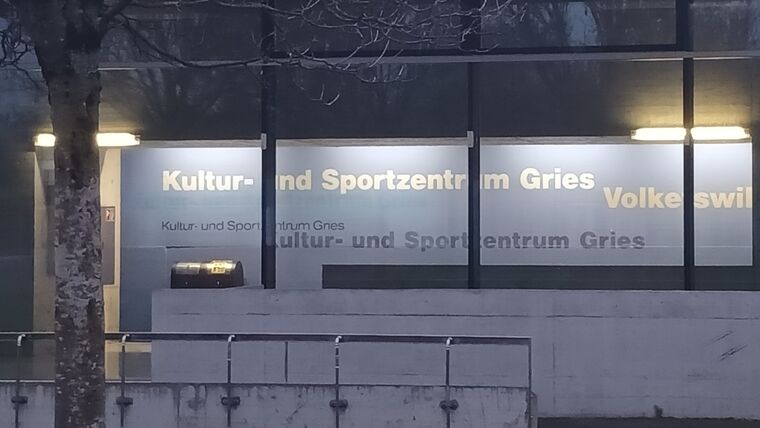 Kultur- und Sportzentrum Gries
Volketswil
Kultur- und Sportzentrum Gries
Kultur- und Sportzentrum Gries